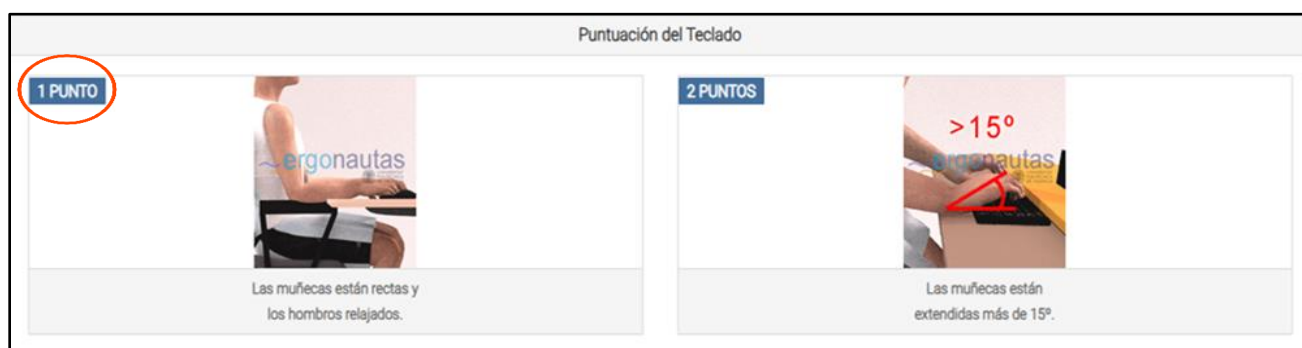 Puntuación del Teclado
1 PUNTO
ergonautas
Las muñecas están rectas y
los hombros relajados.
2 PUNTOS
>15º
ergonautas
Las muñecas están
extendidas más de 15º.